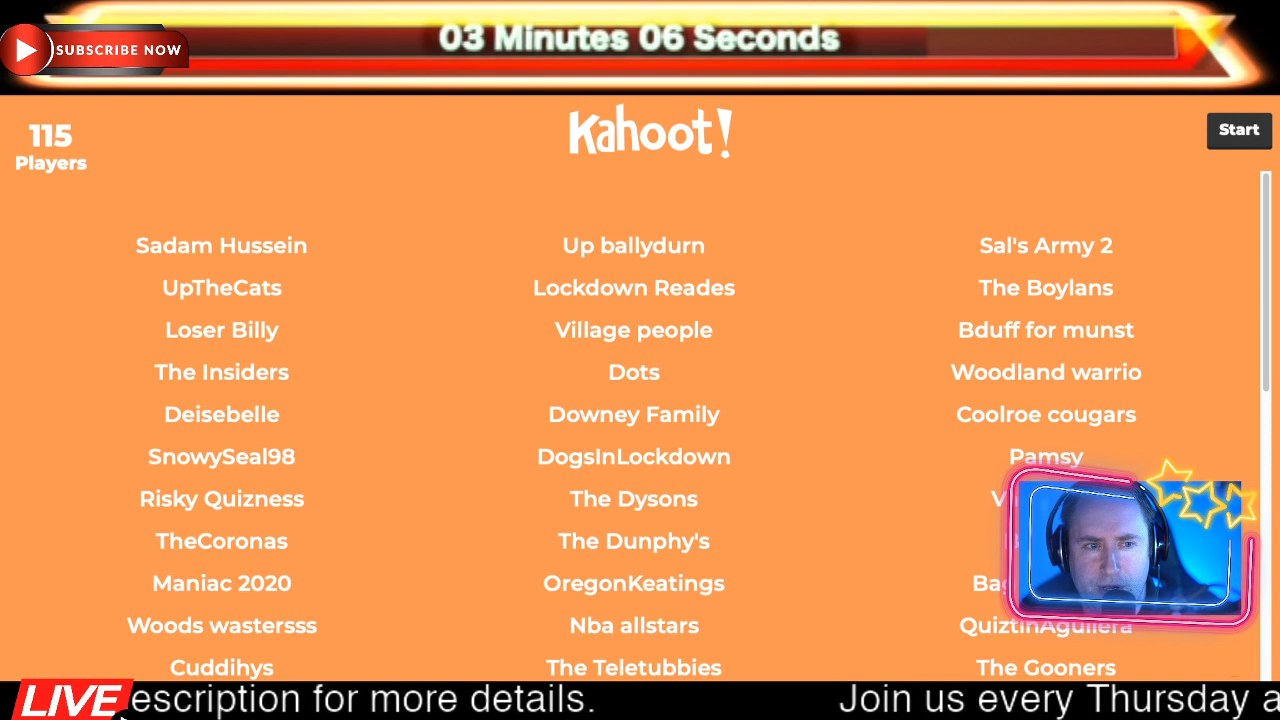 03 Minutes 06 Seconds
SUBSCRIBE NOW
115
Players
Kahoot!
Start
Sadam Hussein
Up ballydurn
Sal's Army 2
UpTheCats
Lockdown Reades
The Boylans
Loser Billy
Village people
Bduff for munst
The Insiders
Dots
Woodland warrio
Deisebelle
Downey Family
Coolroe cougars
SnowySeal98
DogsInLockdown
Pamsy
Risky Quizness
The Dysons
TheCoronas
The Dunphy's
Maniac 2020
OregonKeatings
Woods wastersss
Nba allstars
QuiztinAguilera
Cuddihys
The Teletubbies
The Gooners
LIVE
escription for more details.
Join us every Thursday a